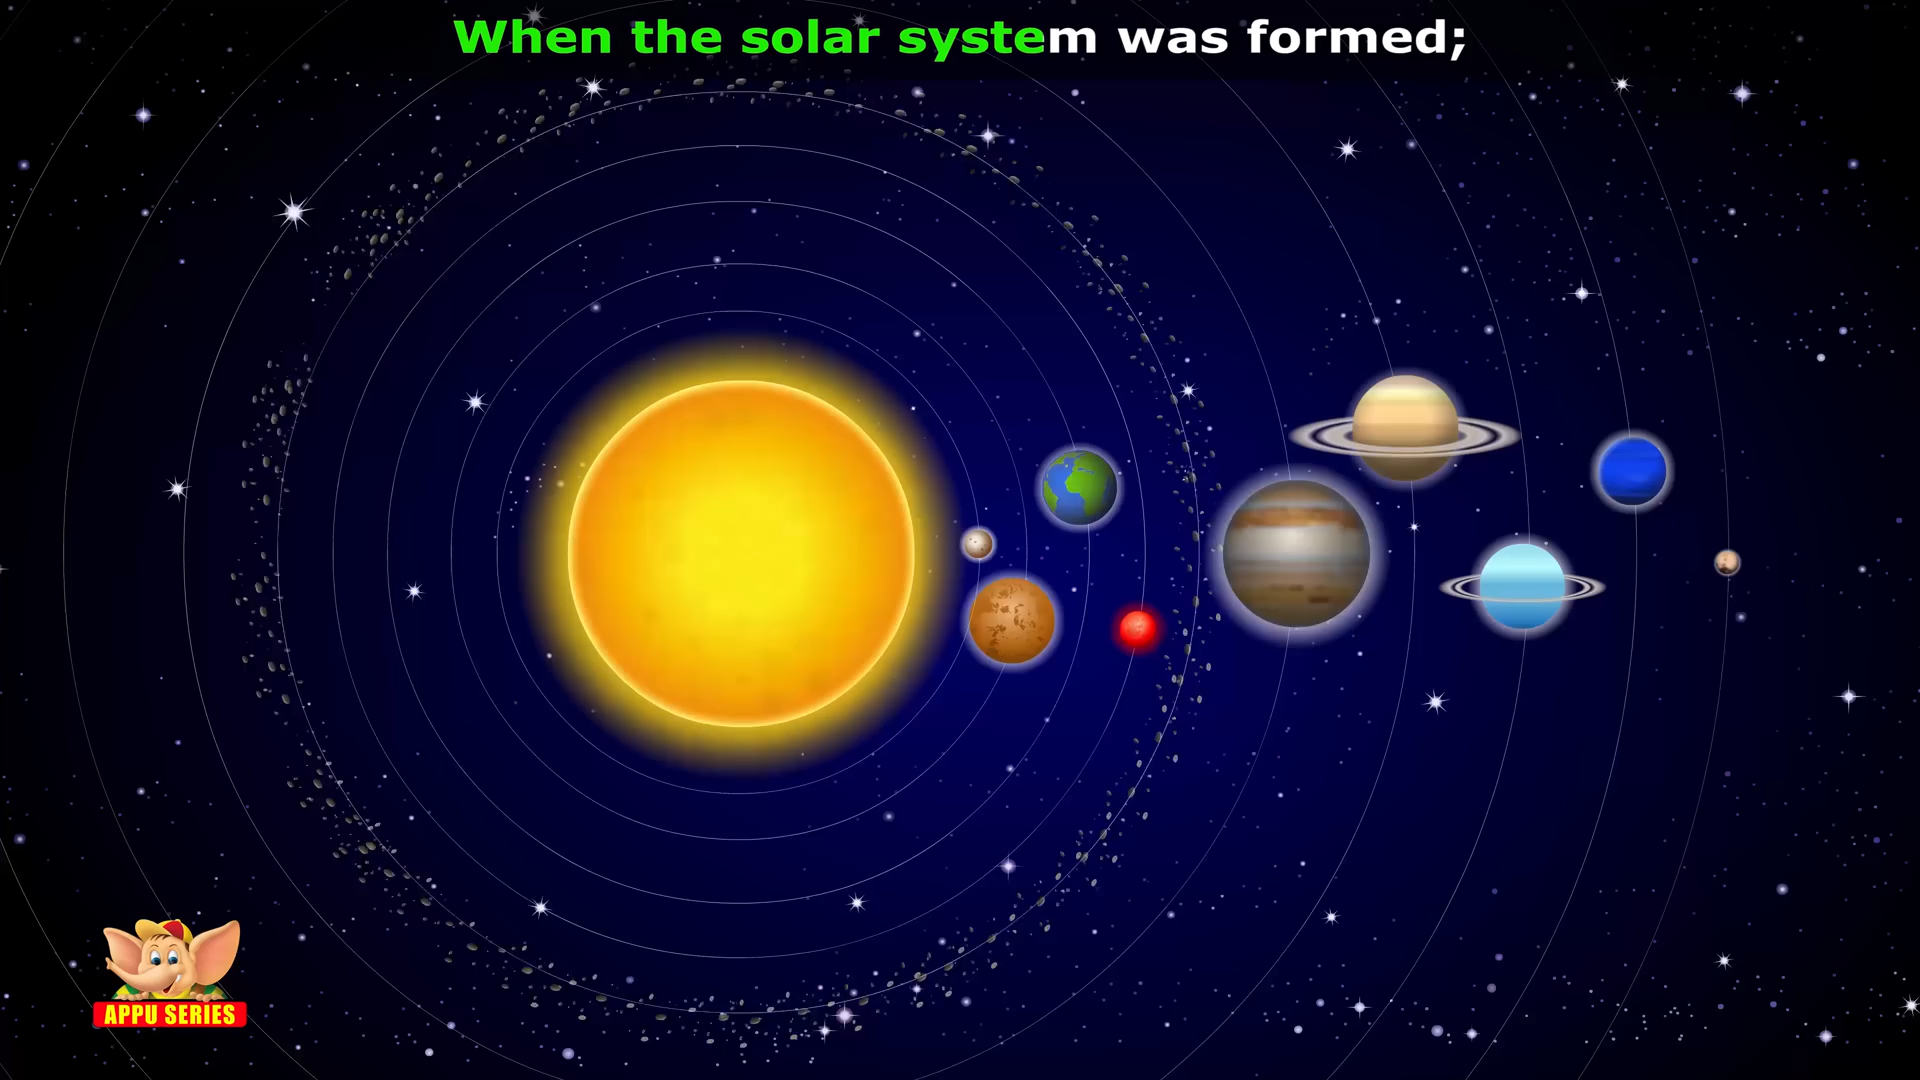 When the solar system was formed;
APPU SERIES